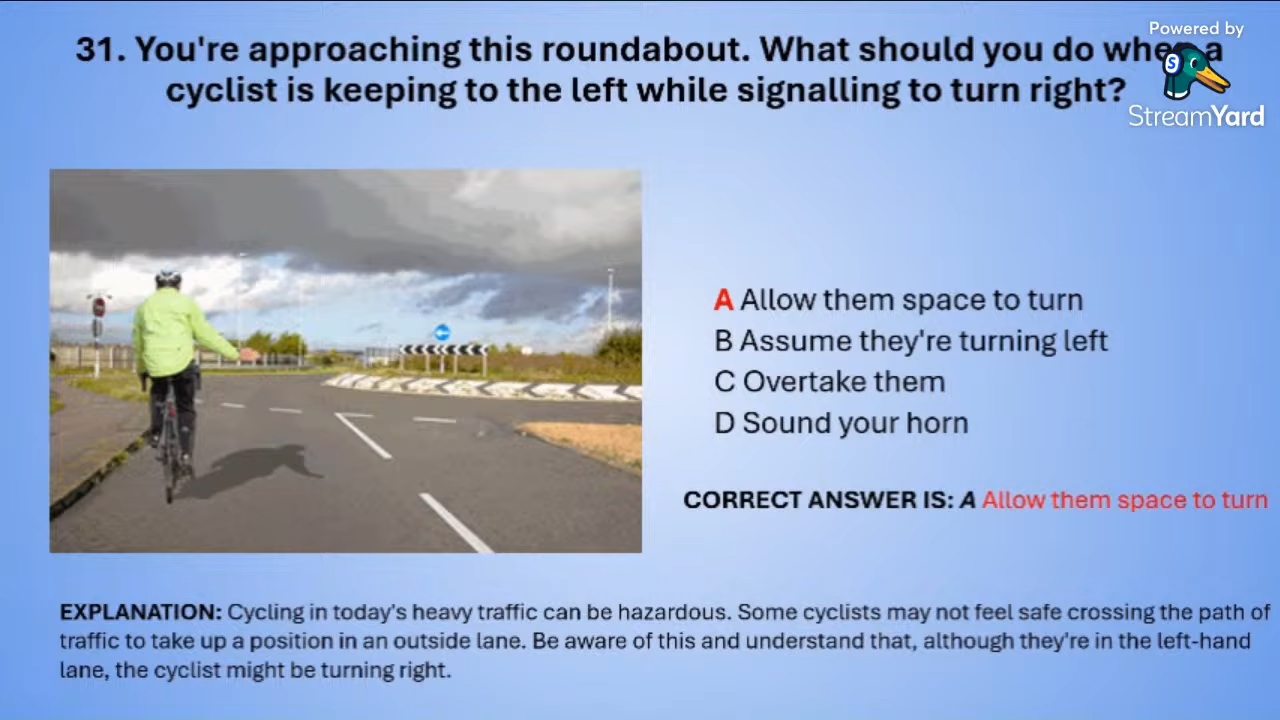 Powered by
StreamYard
31. You're approaching this roundabout. What should you do when a
cyclist is keeping to the left while signalling to turn right?
A Allow them space to turn
B Assume they're turning left
C Overtake them
D Sound your horn
CORRECT ANSWER IS: A Allow them space to turn
EXPLANATION: Cycling in today's heavy traffic can be hazardous. Some cyclists may not feel safe crossing the path of
traffic to take up a position in an outside lane. Be aware of this and understand that, although they're in the left-hand
lane, the cyclist might be turning right.